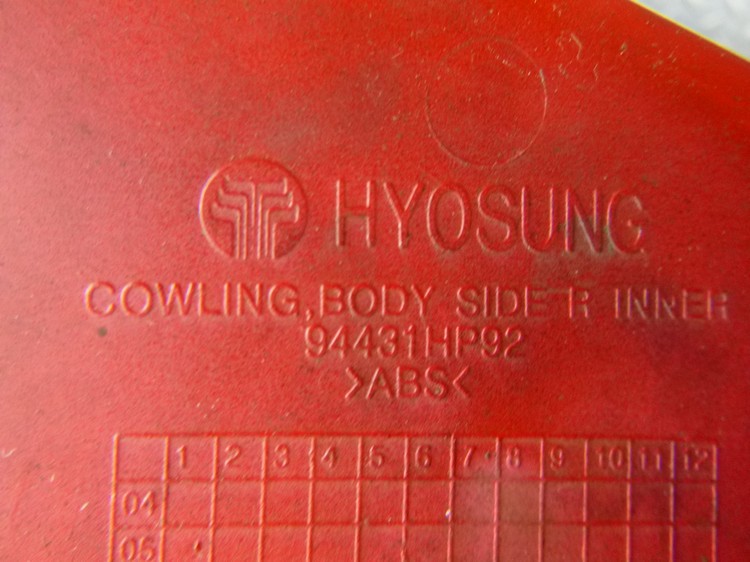 HYOSUNG
COWLING, BODY SIDE R INNER
94431HP92
>ABS<
1 2 3 4 5 6 7 8 9 10 11 12
04
05